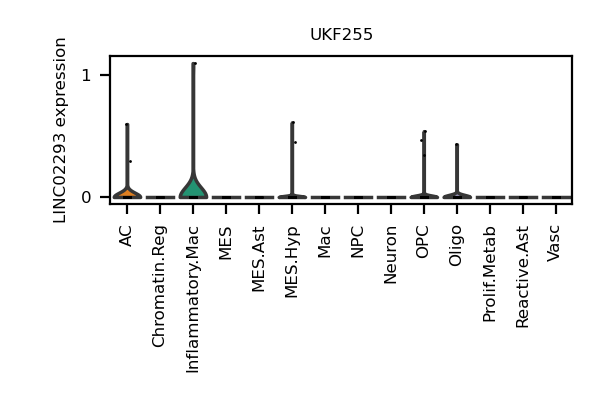 UKF255
LINC02293 expression
1
0
AC
Chromatin.Reg
Inflammatory.Mac
MES
MES.Ast
MES.Hyp
Mac
NPC
Neuron
OPC
Oligo
Prolif.Metab
Reactive.Ast
Vasc